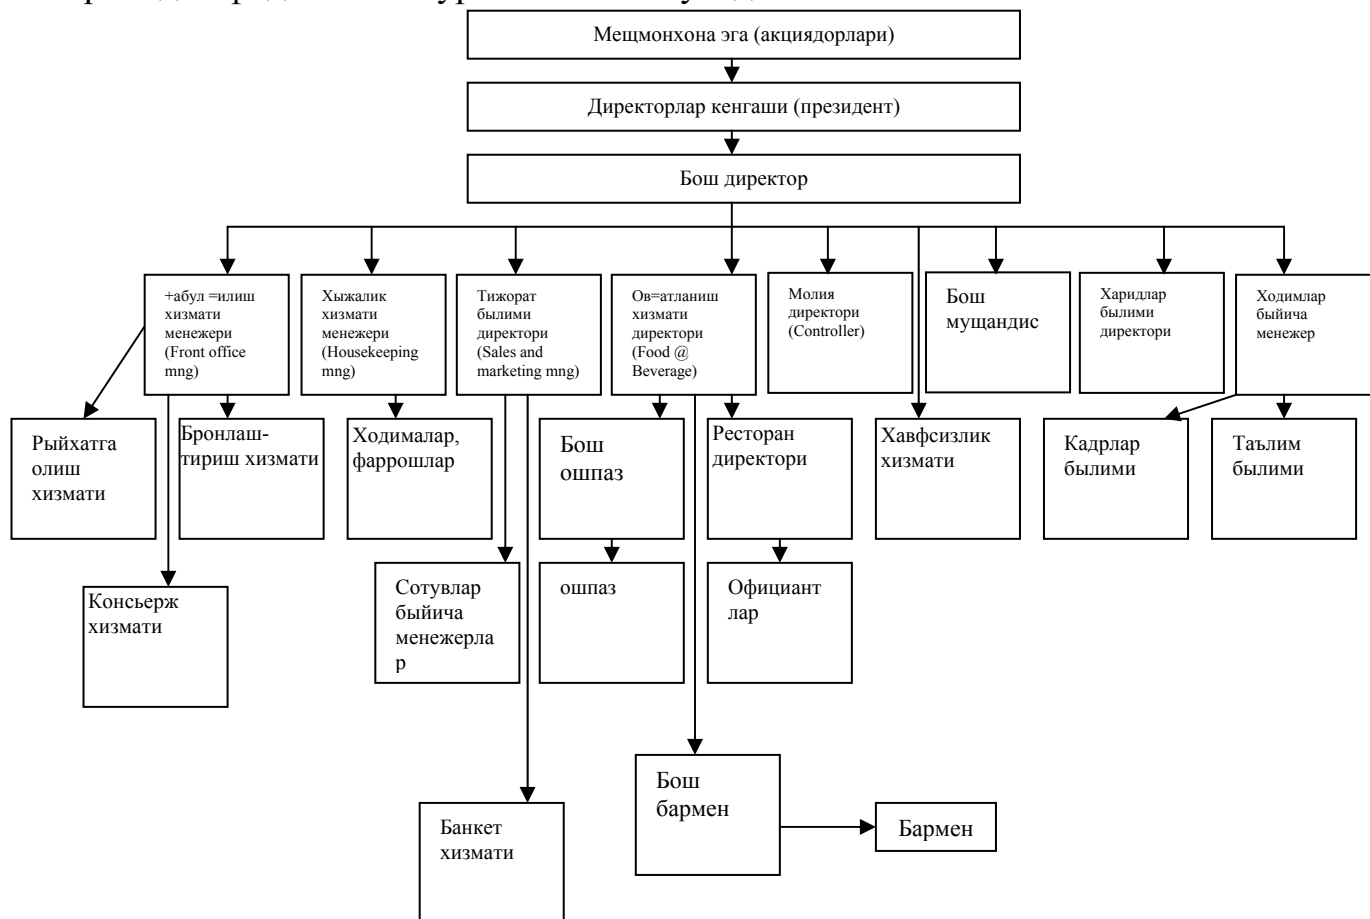 Мещмонхона эга (акциядорлари)
Директорлар кенгаши (президент)
Бош директор
+абул =илиш
хизмати
менежери
(Front office
mng)
Хыжалик
хизмати
менежери
(Housekeeping
mng)
Тижорат
былими
директори
(Sales and
marketing mng)
Ов=атланиш
хизмати
директори
(Food @
Beverage)
Молия
директори
(Controller)
Бош
мущандис
Харидлар
былими
директори
Ходимлар
быйича
менежер
Рыйхатга
олиш
хизмати
Бронлаш-
тириш хизмати
Ходималар,
фаррошлар
Бош
ошпаз
Ресторан
директори
Хавфсизлик
хизмати
Кадрлар
былими
Таълим
былими
Консьерж
хизмати
Сотувлар
быйича
менежерла
р
ошпаз
Официант
лар
Банкет
хизмати
Бош
бармен
Бармен